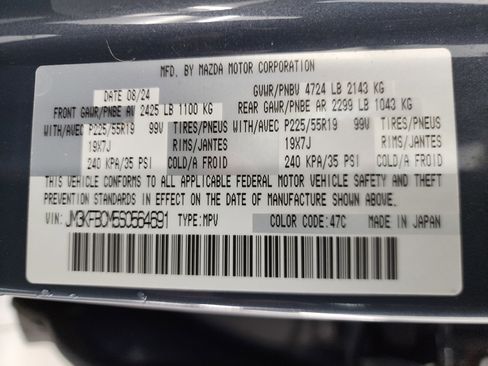 MFD. BY MAZDA MOTOR CORPORATION
DATE 08/24 GVWR/PNBV 4724 LB 2143 KG
FRONT GAWR/PNBE AV 2425 LB 1100 KG REAR GAWR/PNBE AR 2299 LB 1043 KG
WITH/AVEC P225/55R19 99V TIRES/PNEUS WITH/AVEC P225/55R19 99V TIRES/PNEUS
19X7J RIMS/JANTES 19X7J RIMS/JANTES
240 KPA/35 PSI COLD/A FROID 240 KPA/35 PSI COLD/A FROID
THIS VEHICLE CONFORMS TO ALL APPLICABLE FEDERAL MOTOR VEHICLE SAFETY AND THEFT
PREVENTION STANDARDS IN EFFECT ON THE DATE OF MANUFACTURE SHOWN ABOVE.
VIN: TYPE:MPV COLOR CODE:47C MADE IN JAPAN